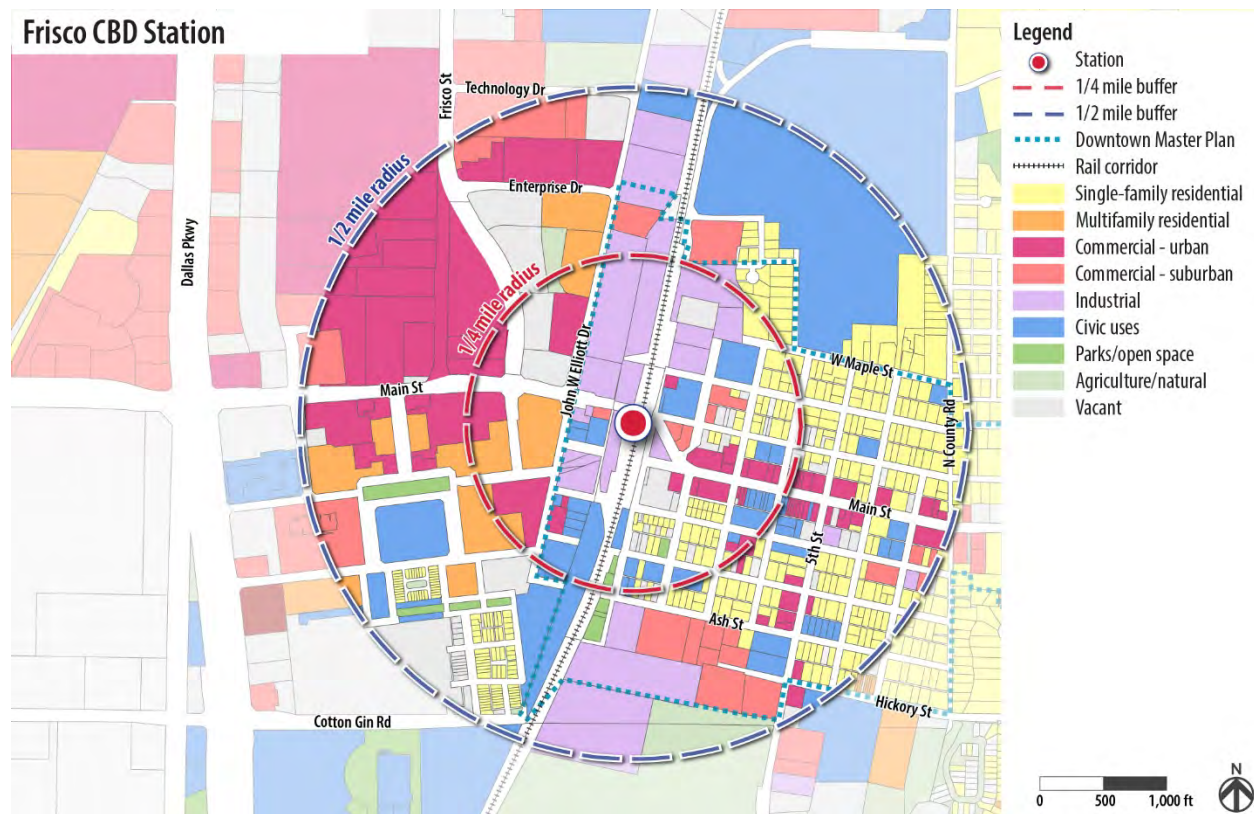 Frisco CBD Station
Legend
Station
1/4 mile buffer
1/2 mile buffer
Downtown Master Plan
Rail corridor
Single-family residential
Multifamily residential
Commercial - urban
Commercial - suburban
Industrial
Civic uses
Parks/open space
Agriculture/natural
Vacant
Technology Dr
Frisco St
Enterprise Dr
1/2 mile radius
Dallas Pkwy
1/4 mile radius
John W Elliott Dr
W Maple St
Main St
N County Rd
Main St
5th St
Ash St
Hickory St
Cotton Gin Rd
0 500 1,000 ft
N